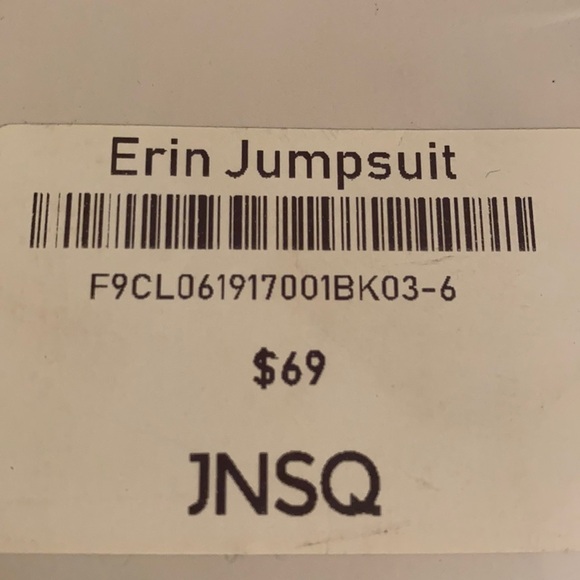 Erin Jumpsuit
F9CL061917001BK03-6
$69
JNSQ